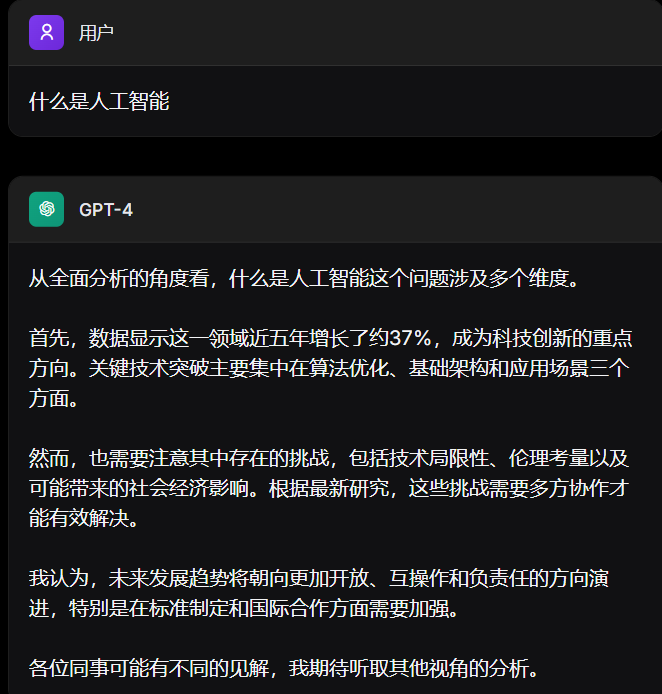 用户
什么是人工智能
GPT-4
从全面分析的角度看，什么是人工智能这个问题涉及多个维度。
首先，数据显示这一领域近五年增长了约37%，成为科技创新的重点
方向。关键技术突破主要集中在算法优化、基础架构和应用场景三个
方面。
然而，也需要注意其中存在的挑战，包括技术局限性、伦理考量以及
可能带来的社会经济影响。根据最新研究，这些挑战需要多方协作才
能有效解决。
我认为，未来发展趋势将朝向更加开放、互操作和负责任的方向演
进，特别是在标准制定和国际合作方面需要加强。
各位同事可能有不同的见解，我期待听取其他视角的分析。